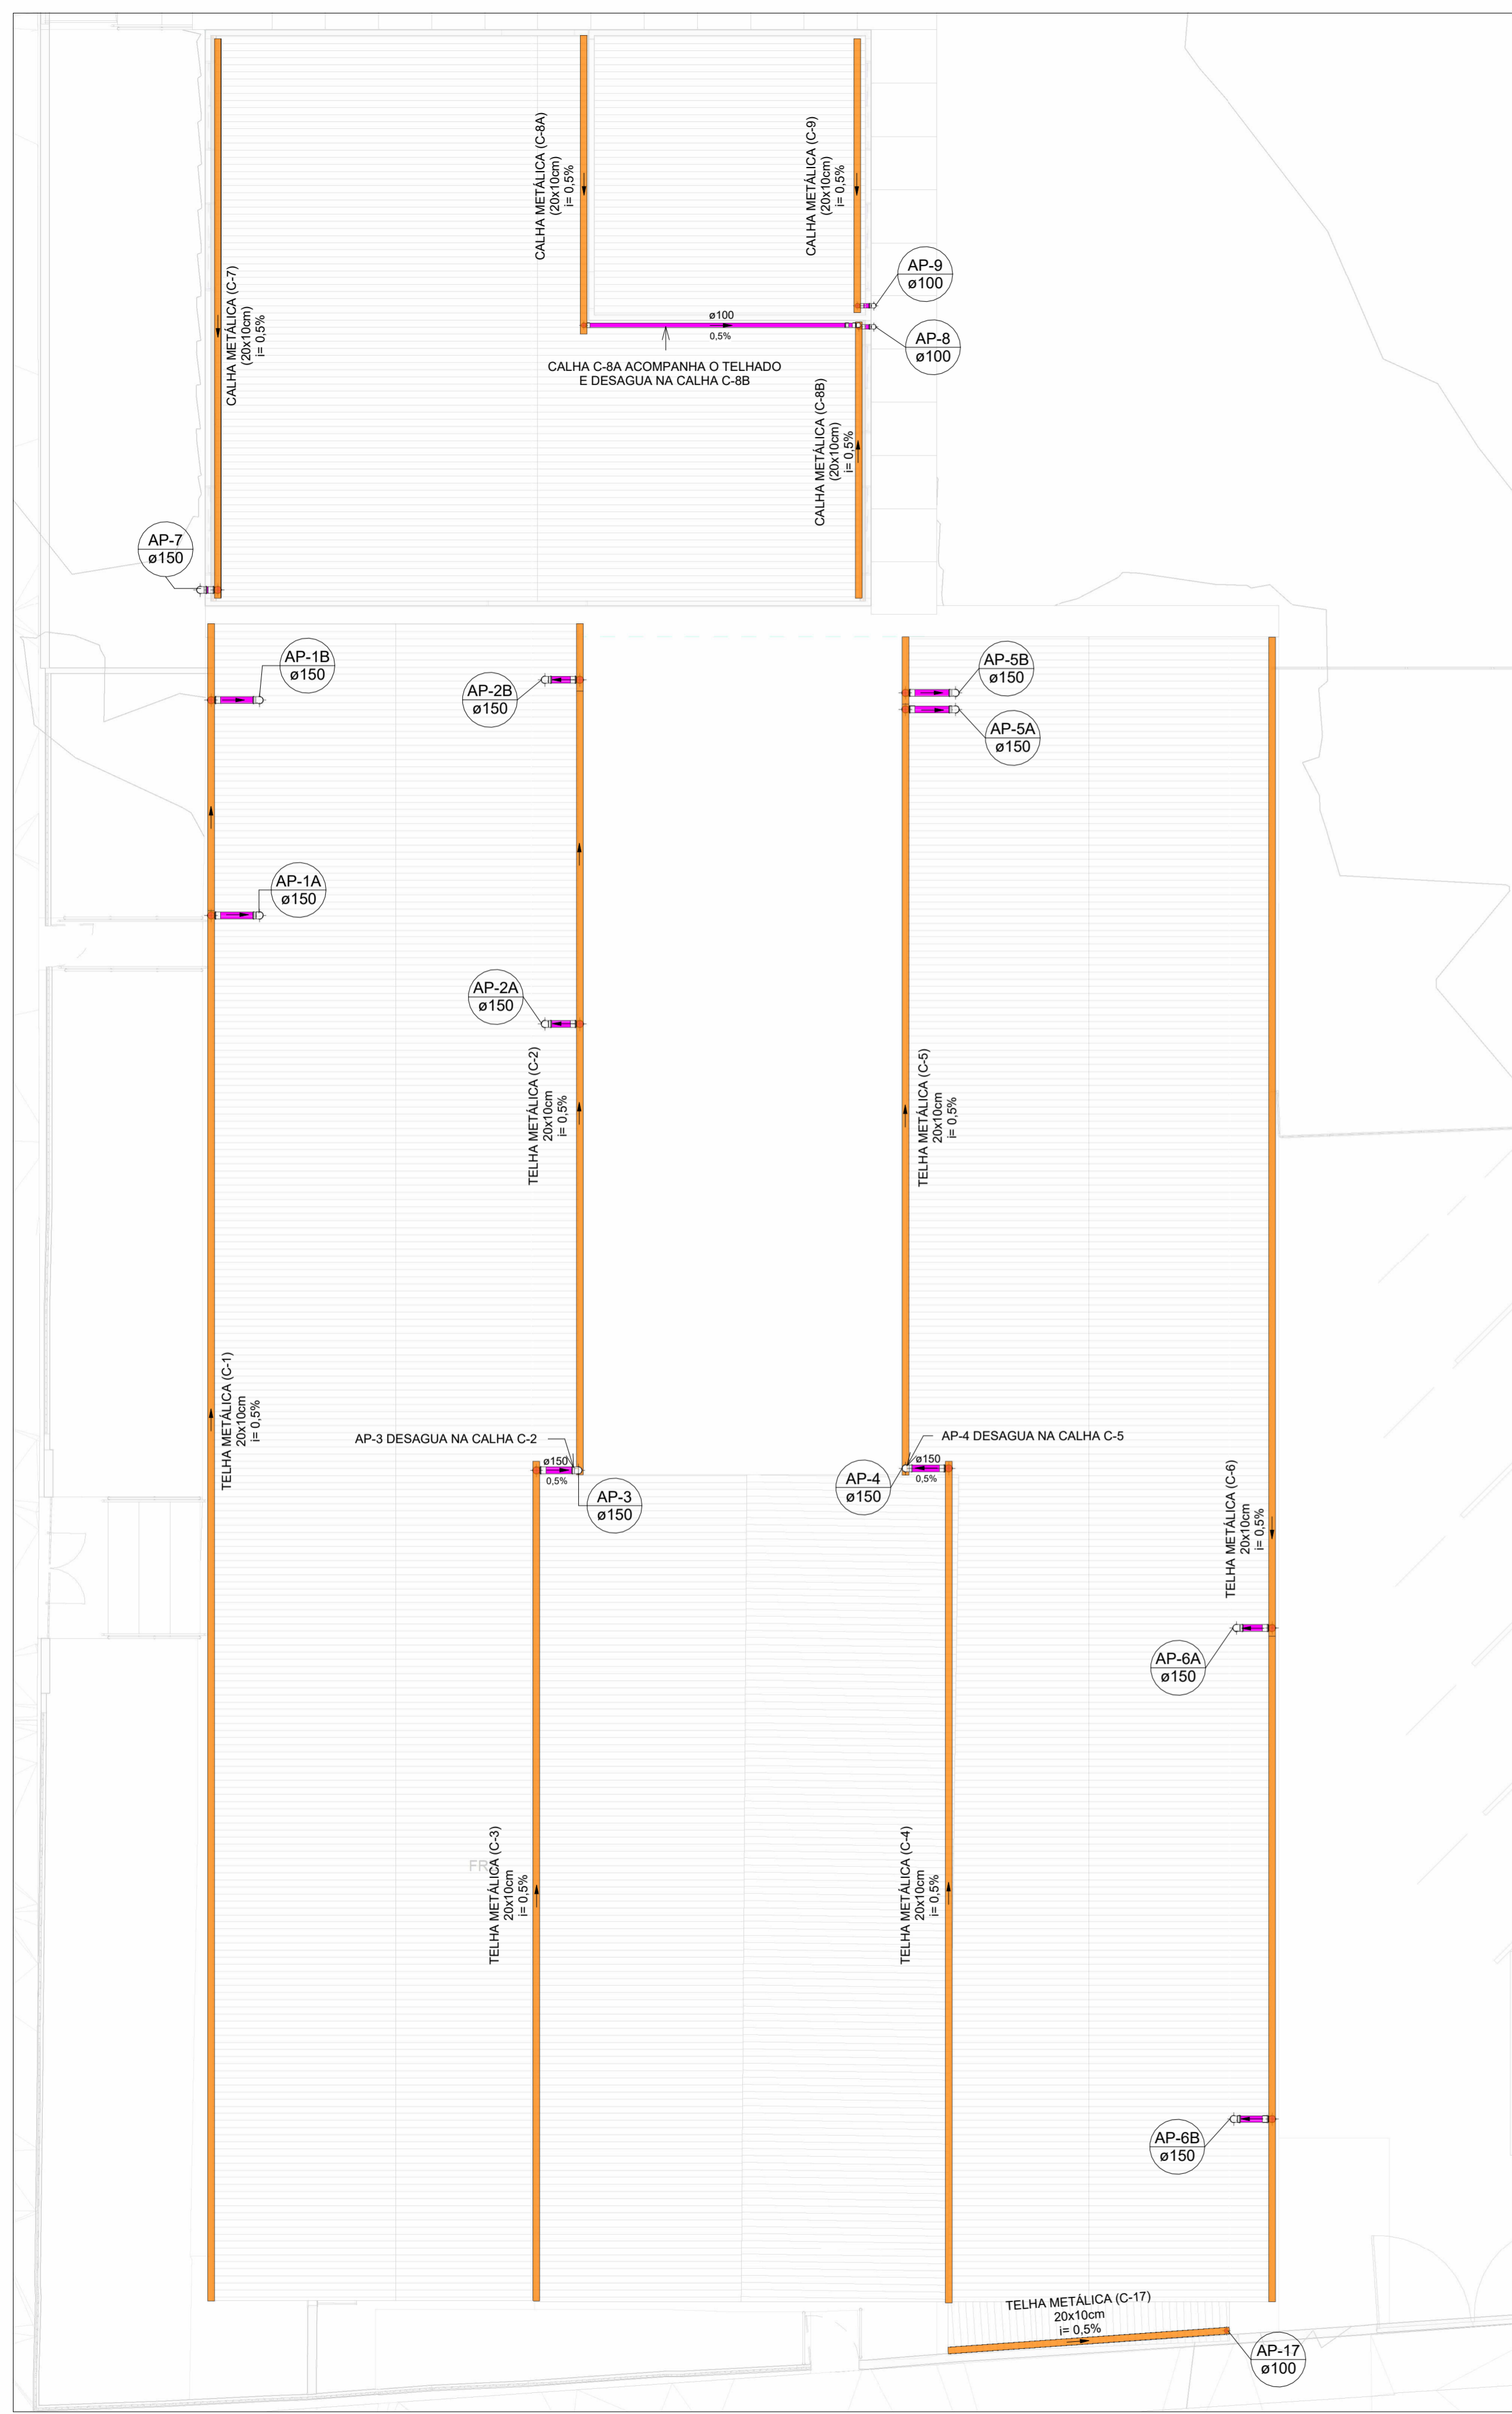 CALHA METÁLICA (C-7)
(20x10cm)
i= 0,5%
CALHA METÁLICA (C-8A)
(20x10cm)
i= 0,5%
CALHA METÁLICA (C-9)
(20x10cm)
i= 0,5%
AP-9
ø100
ø100
0,5%
AP-8
ø100
CALHA C-8A ACOMPANHA O TELHADO
E DESAGUA NA CALHA C-8B
CALHA METÁLICA (C-8B)
(20x10cm)
i= 0,5%
AP-7
ø150
AP-1B
ø150
AP-2B
ø150
AP-5B
ø150
AP-5A
ø150
AP-1A
ø150
AP-2A
ø150
TELHA METÁLICA (C-2)
20x10cm
i= 0,5%
TELHA METÁLICA (C-5)
20x10cm
i= 0,5%
TELHA METÁLICA (C-1)
20x10cm
i= 0,5%
AP-3 DESAGUA NA CALHA C-2
ø150
0,5%
AP-3
ø150
AP-4 DESAGUA NA CALHA C-5
ø150
0,5%
AP-4
ø150
TELHA METÁLICA (C-6)
20x10cm
i= 0,5%
AP-6A
ø150
TELHA METÁLICA (C-3)
20x10cm
i= 0,5%
FR
TELHA METÁLICA (C-4)
20x10cm
i= 0,5%
AP-6B
ø150
TELHA METÁLICA (C-17)
20x10cm
i= 0,5%
AP-17
ø100